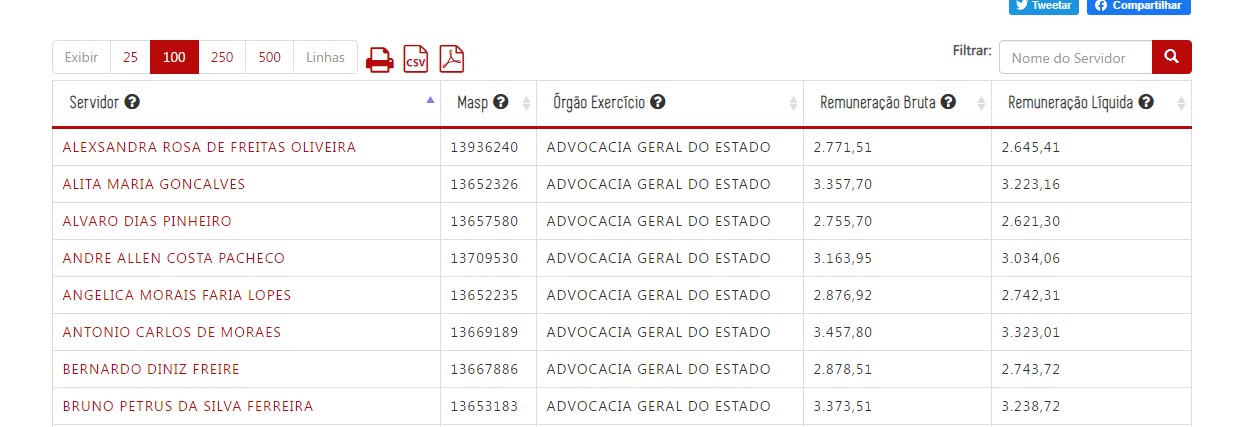 Tweetar Compartilhar
Exibir 25 100 250 500 Linhas CSV Filtrar: Nome do Servidor
Servidor ? Masp ? Órgão Exercício ? Remuneração Bruta ? Remuneração Líquida ?
ALEXSANDRA ROSA DE FREITAS OLIVEIRA 13936240 ADVOCACIA GERAL DO ESTADO 2.771,51 2.645,41
ALITA MARIA GONCALVES 13652326 ADVOCACIA GERAL DO ESTADO 3.357,70 3.223,16
ALVARO DIAS PINHEIRO 13657580 ADVOCACIA GERAL DO ESTADO 2.755,70 2.621,30
ANDRE ALLEN COSTA PACHECO 13709530 ADVOCACIA GERAL DO ESTADO 3.163,95 3.034,06
ANGELICA MORAIS FARIA LOPES 13652235 ADVOCACIA GERAL DO ESTADO 2.876,92 2.742,31
ANTONIO CARLOS DE MORAES 13669189 ADVOCACIA GERAL DO ESTADO 3.457,80 3.323,01
BERNARDO DINIZ FREIRE 13667886 ADVOCACIA GERAL DO ESTADO 2.878,51 2.743,72
BRUNO PETRUS DA SILVA FERREIRA 13653183 ADVOCACIA GERAL DO ESTADO 3.373,51 3.238,72